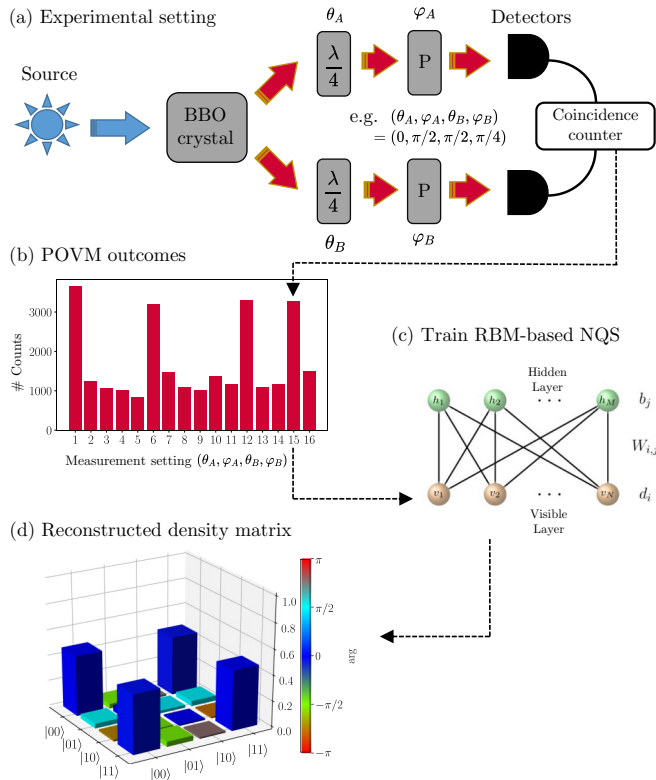 (a) Experimental setting
θ_A
φ_A
Detectors
Source
λ/4
P
BBO
crystal
e.g. (θ_A, φ_A, θ_B, φ_B)
= (0, π/2, π/2, π/4)
Coincidence
counter
λ/4
P
θ_B
φ_B
(b) POVM outcomes
# Counts
3000
2000
1000
0
1 2 3 4 5 6 7 8 9 10 11 12 13 14 15 16
Measurement setting (θ_A, φ_A, θ_B, φ_B)
(c) Train RBM-based NQS
Hidden
Layer
h_1 h_2 · · · h_M b_j
W_{i,j}
v_1 v_2 · · · v_N d_i
Visible
Layer
(d) Reconstructed density matrix
1.0
0.8
0.6
0.4
0.2
0.0
|00⟩
|01⟩
|10⟩
|11⟩
|00⟩
|01⟩
|10⟩
|11⟩
π
π/2
0
−π/2
−π
arg